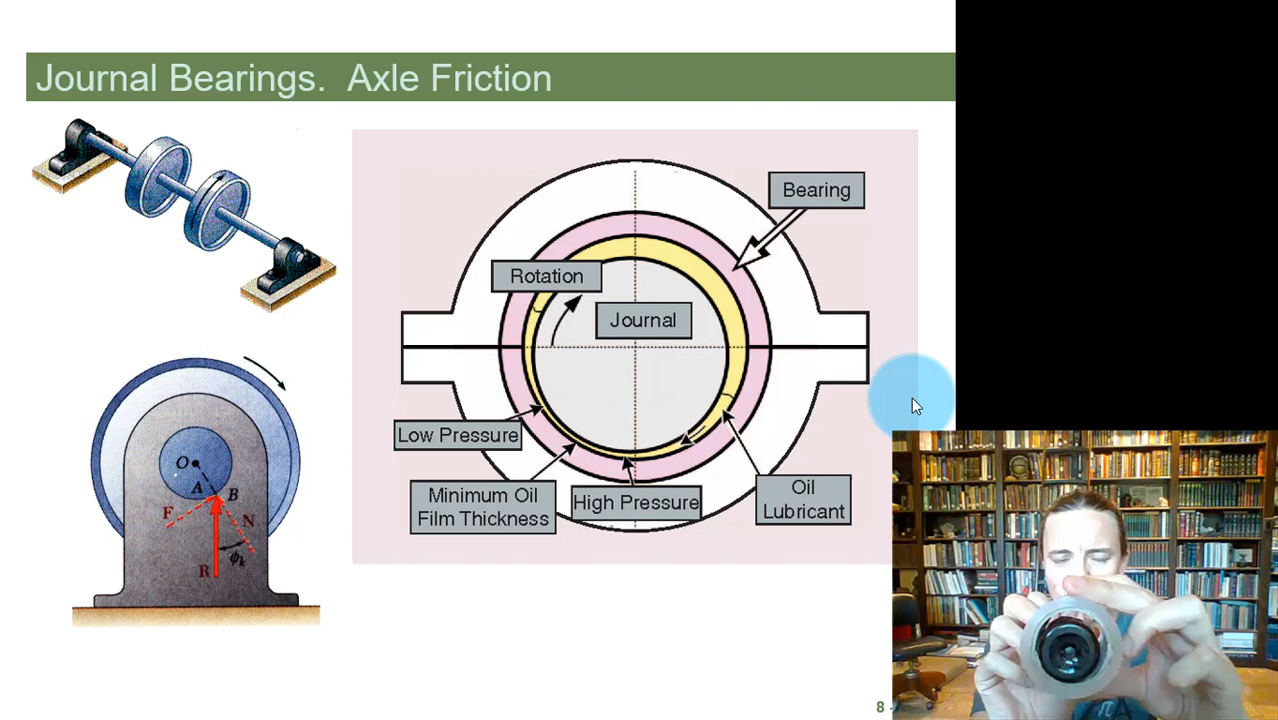 Journal Bearings.  Axle Friction
Bearing
Rotation
Journal
Low Pressure
Minimum Oil
Film Thickness
High Pressure
Oil
Lubricant
O
A
B
F
N
ϕk
R
8 -